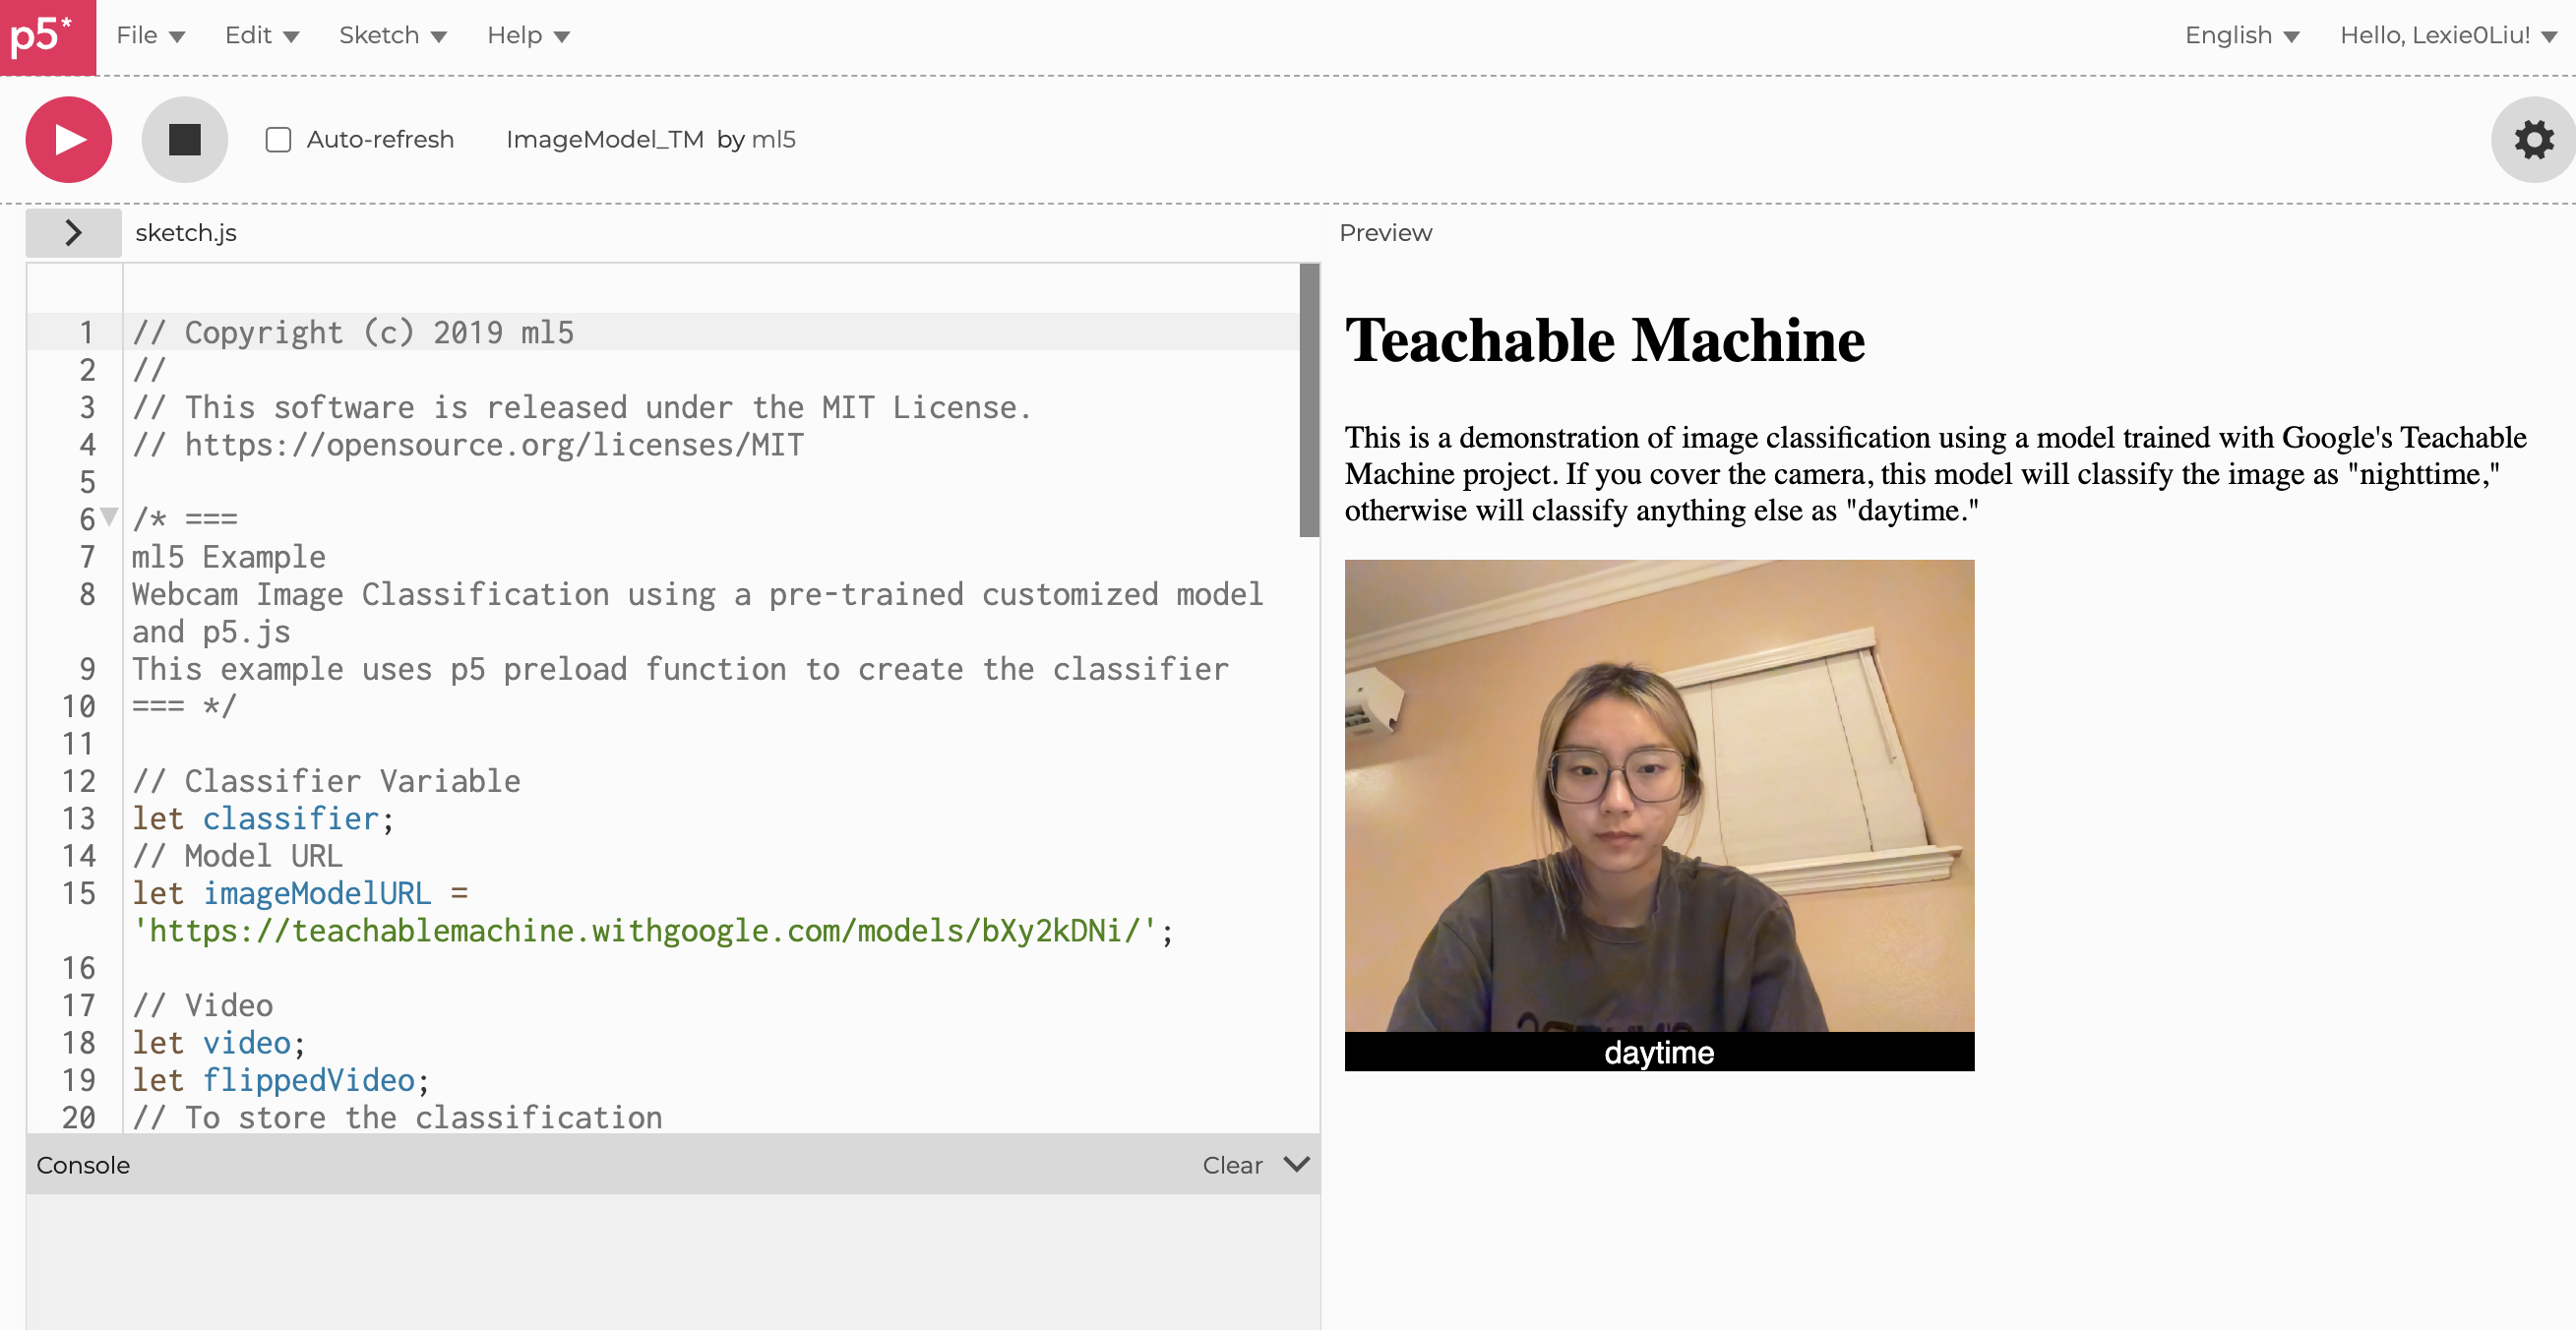 p5* File Edit Sketch Help English Hello, Lexie0Liu!
Auto-refresh ImageModel_TM by ml5
sketch.js
1 // Copyright (c) 2019 ml5
2 //
3 // This software is released under the MIT License.
4 // https://opensource.org/licenses/MIT
5
6 /* ===
7 ml5 Example
8 Webcam Image Classification using a pre-trained customized model
and p5.js
9 This example uses p5 preload function to create the classifier
10 === */
11
12 // Classifier Variable
13 let classifier;
14 // Model URL
15 let imageModelURL =
'https://teachablemachine.withgoogle.com/models/bXy2kDNi/';
16
17 // Video
18 let video;
19 let flippedVideo;
20 // To store the classification
Console Clear
Preview
Teachable Machine
This is a demonstration of image classification using a model trained with Google's Teachable
Machine project. If you cover the camera, this model will classify the image as "nighttime,"
otherwise will classify anything else as "daytime."
daytime